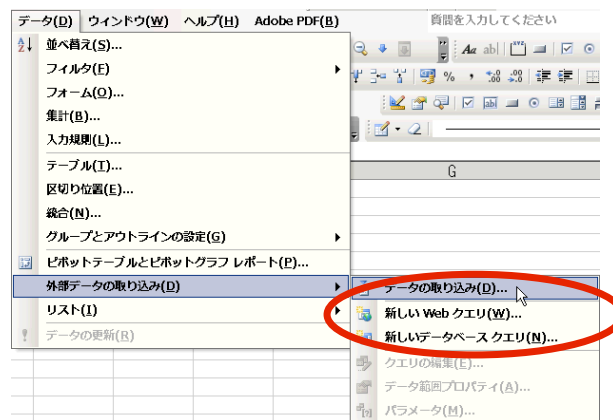 データ(D) ウィンドウ(W) ヘルプ(H) Adobe PDF(B) 質問を入力してください
並べ替え(S)...
フィルタ(F)
フォーム(O)...
集計(B)...
入力規則(L)...
テーブル(T)...
区切り位置(E)...
統合(N)...
グループとアウトラインの設定(G)
ピボットテーブルとピボットグラフ レポート(P)...
外部データの取り込み(D)
リスト(I)
データの更新(R)
Aa ab|
% , .00
G
データの取り込み(D)...
新しい Web クエリ(W)...
新しいデータベース クエリ(N)...
クエリの編集(E)...
データ範囲プロパティ(A)...
パラメータ(M)...